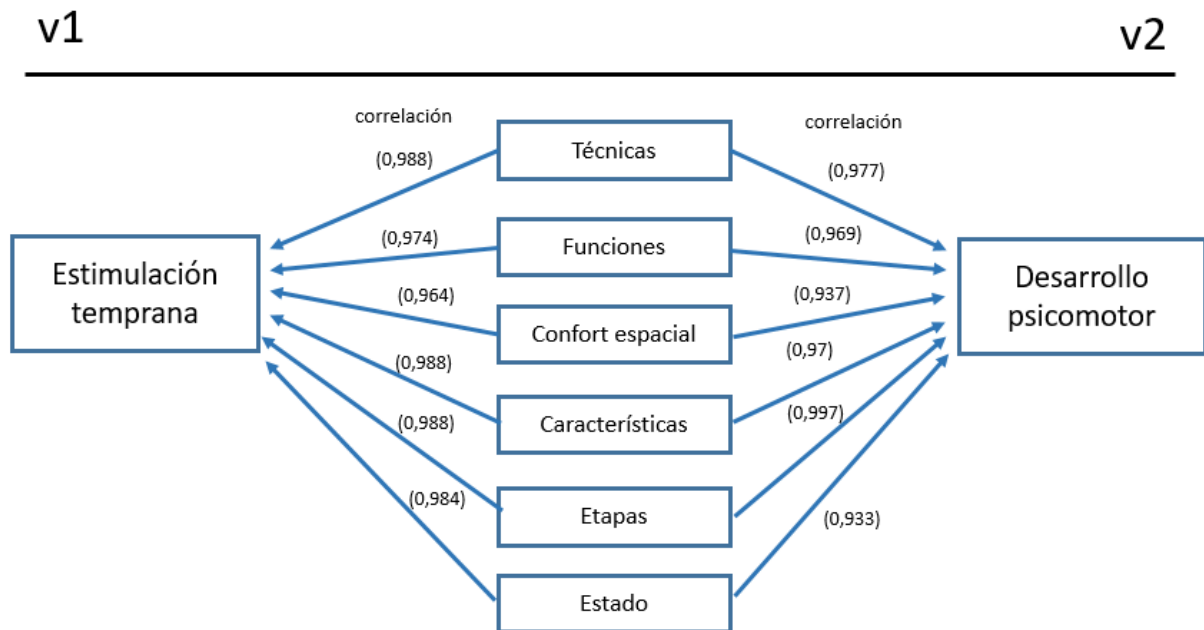 v1
v2
correlación
correlación
Técnicas
(0,988)
(0,977)
Funciones
(0,974)
(0,969)
Estimulación
temprana
Desarrollo
psicomotor
(0,964)
(0,937)
Confort espacial
(0,988)
(0,97)
Característícas
(0,988)
(0,997)
Etapas
(0,984)
(0,933)
Estado